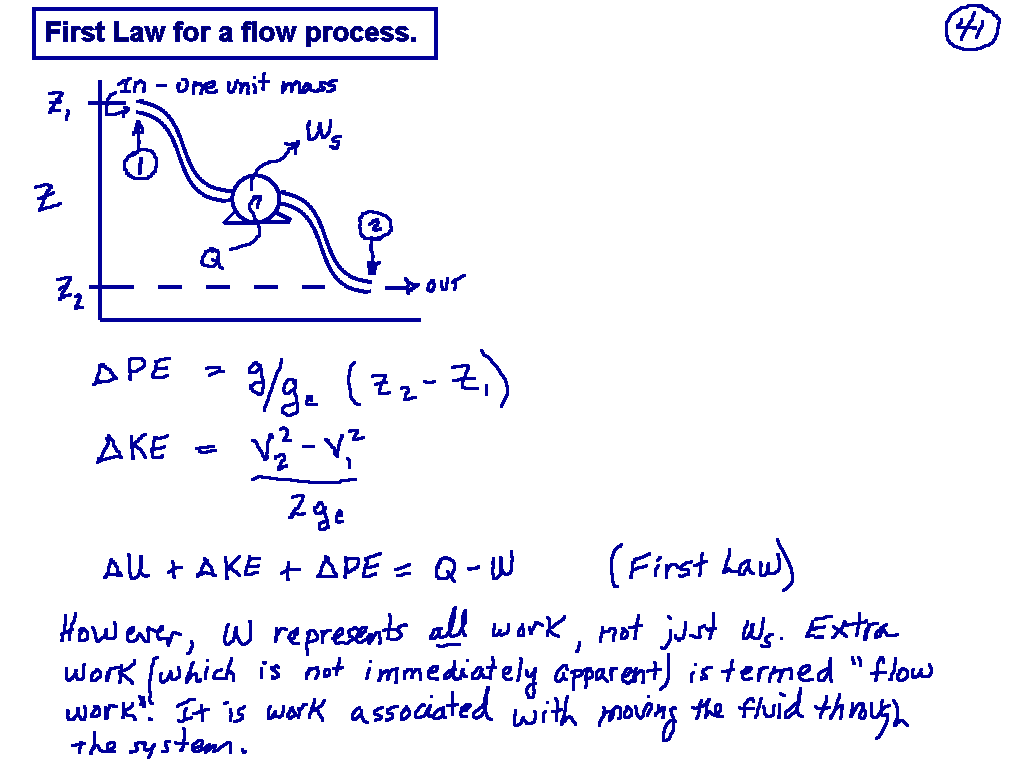 First Law for a flow process.
41
In - one unit mass
Z₁
Wₛ
1
Z
2
Q
Z₂
OUT
ΔPE = g/g_c (Z₂ - Z₁)
ΔKE = (V₂² - V₁²) / 2g_c
ΔU + ΔKE + ΔPE = Q - W (First Law)
However, W represents all work, not just Wₛ. Extra
work (which is not immediately apparent) is termed "flow
work". It is work associated with moving the fluid through
the system.